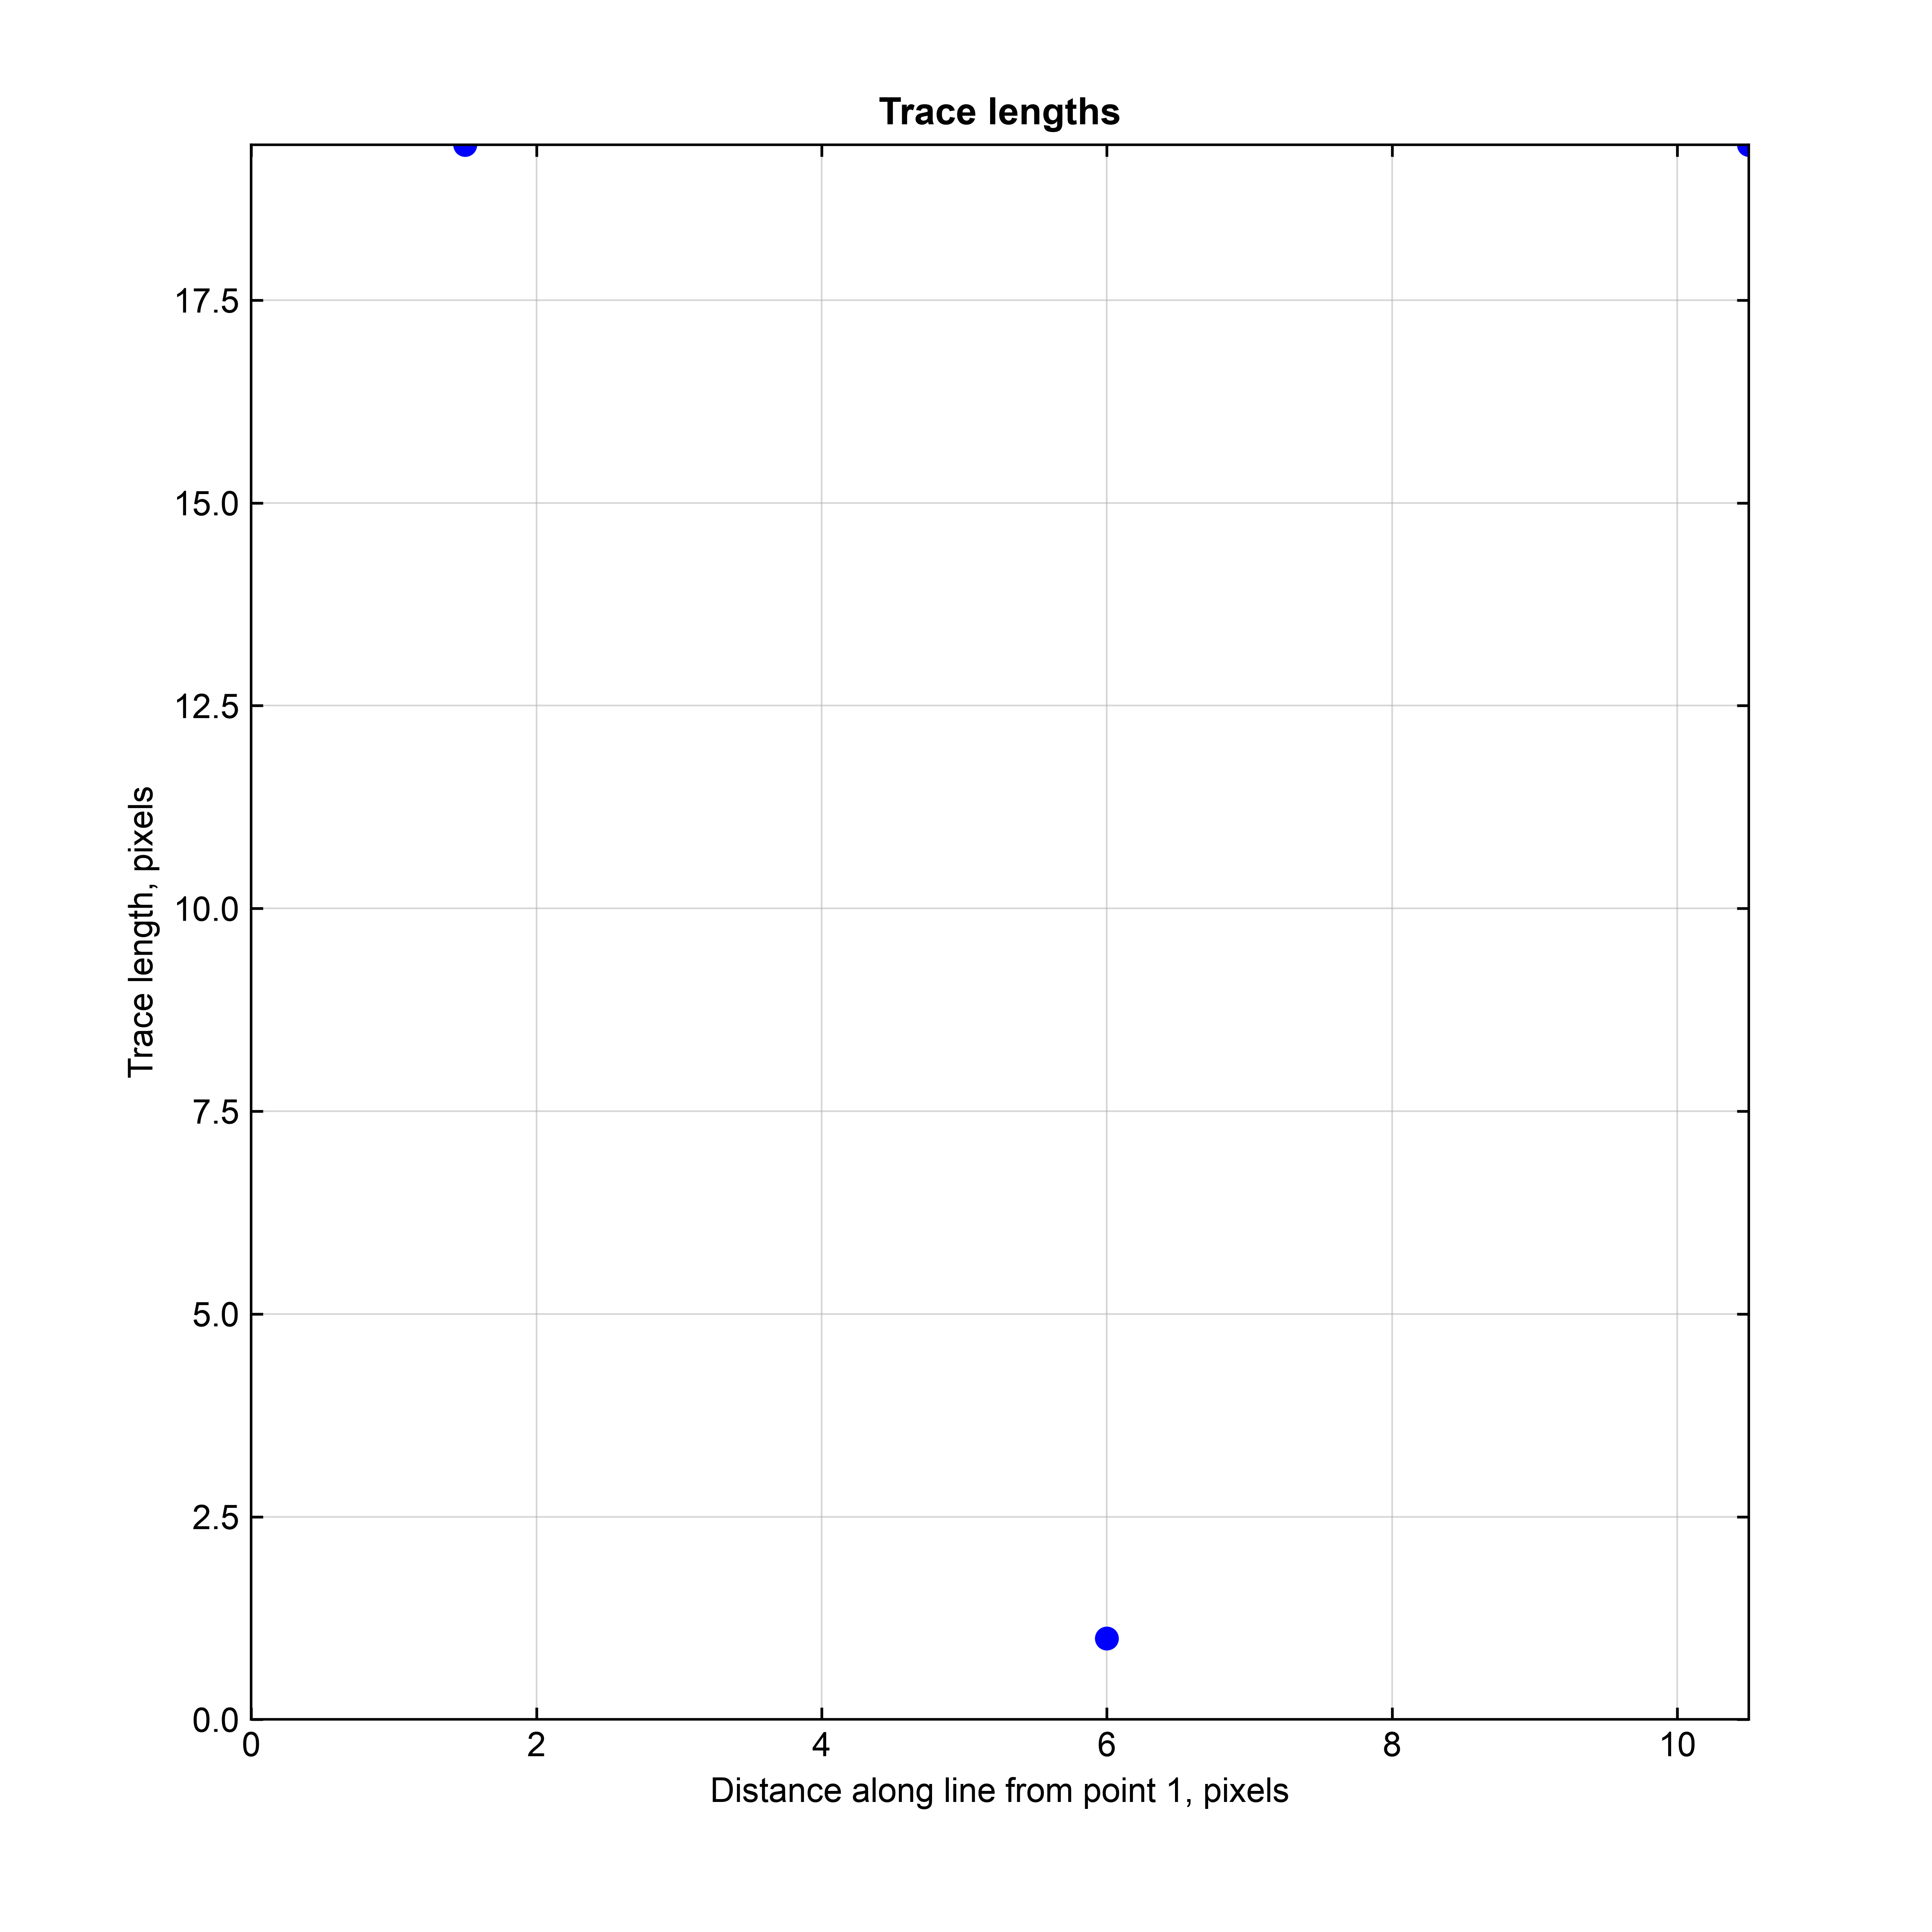 Trace lengths
Trace length, pixels
17.5
15.0
12.5
10.0
7.5
5.0
2.5
0.0
0 2 4 6 8 10
Distance along line from point 1, pixels